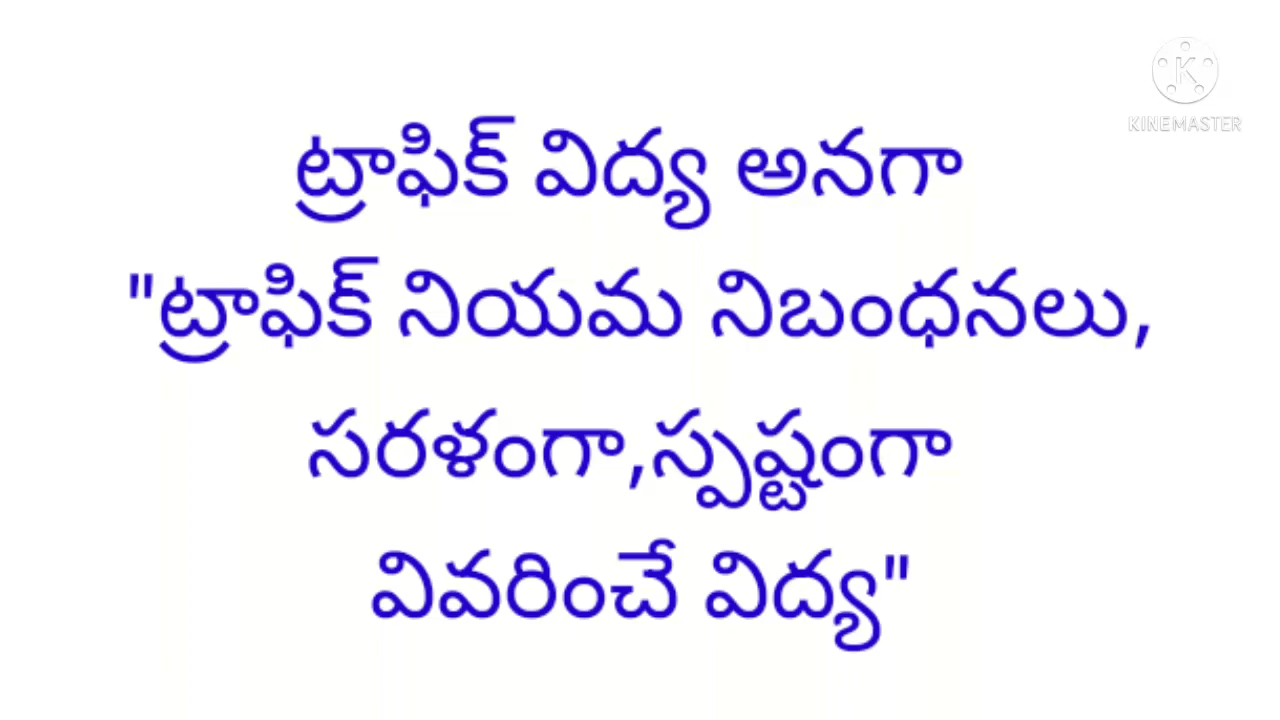 KINEMASTER
ట్రాఫిక్ విద్య అనగా
"ట్రాఫిక్ నియమ నిబంధనలు,
సరళంగా,స్పష్టంగా
వివరించే విద్య"